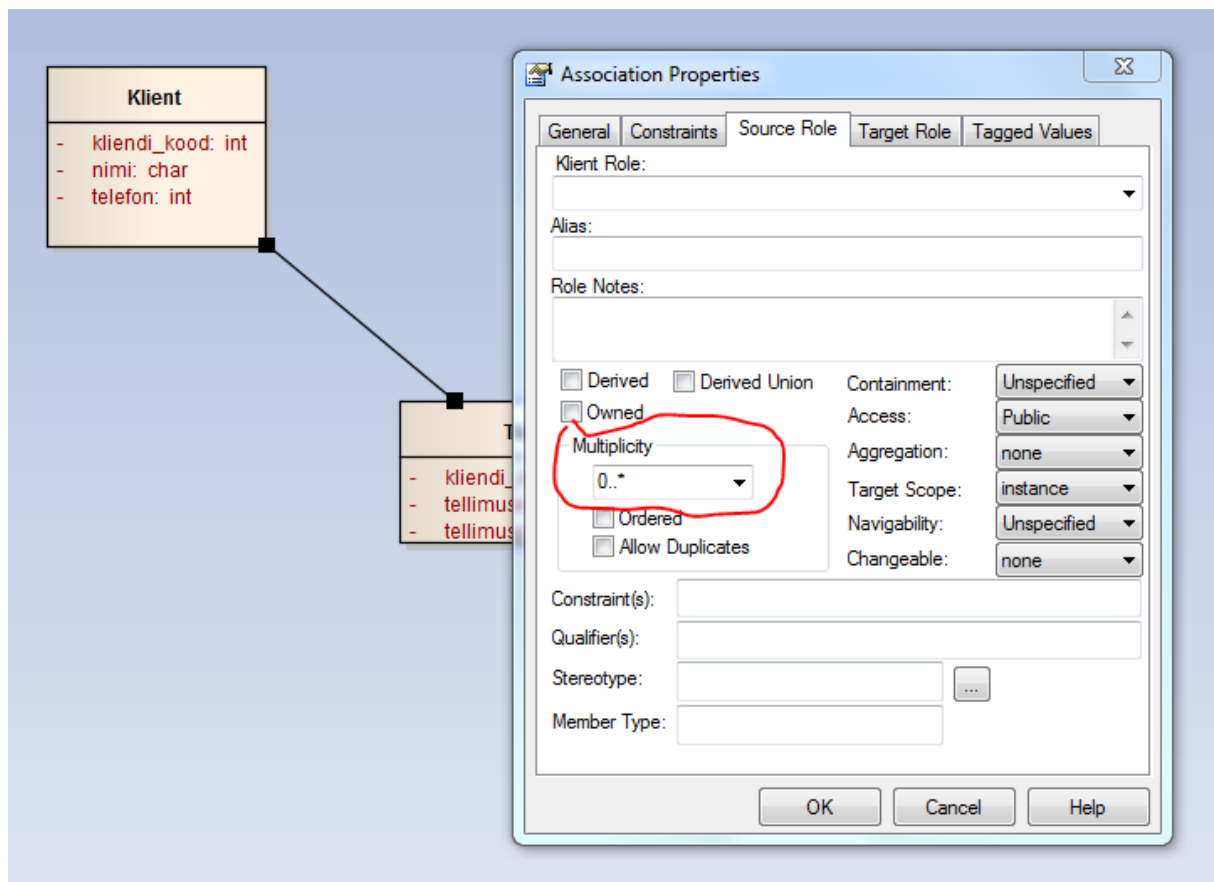 Klient
- kliendi_kood: int
- nimi: char
- telefon: int
T
- kliendi_
- tellimus
- tellimus
Association Properties
General Constraints Source Role Target Role Tagged Values
Klient Role:
Alias:
Role Notes:
Derived Derived Union Containment: Unspecified
Owned Access: Public
Multiplicity Aggregation: none
0..* Target Scope: instance
Ordered Navigability: Unspecified
Allow Duplicates Changeable: none
Constraint(s):
Qualifier(s):
Stereotype: ...
Member Type:
OK Cancel Help